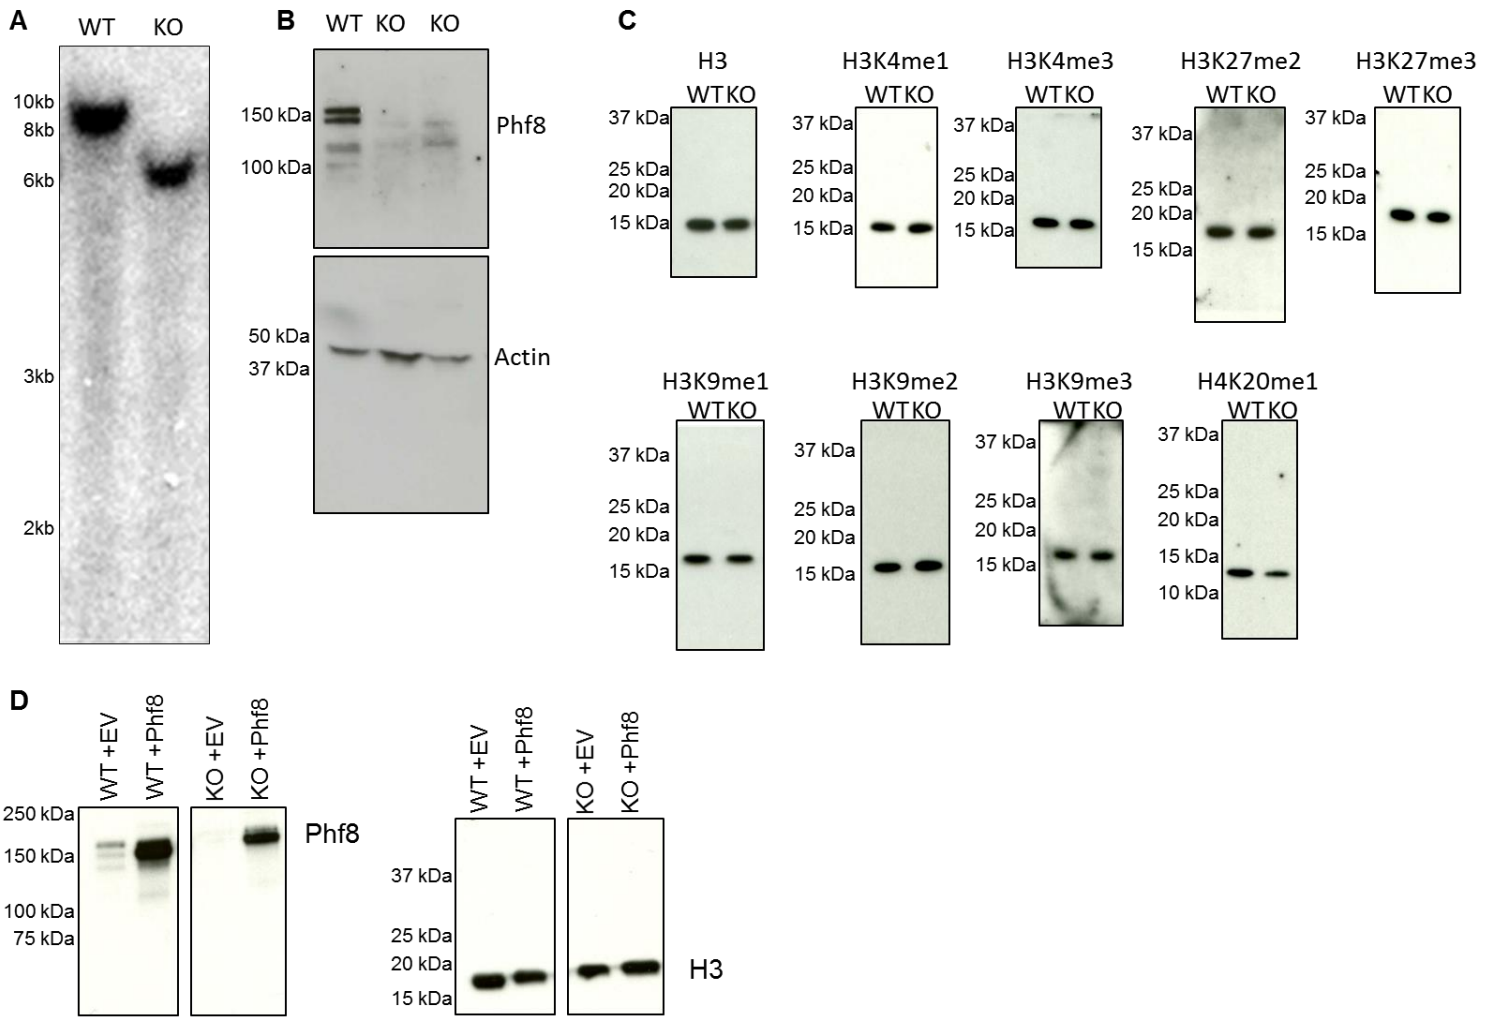 A
WT KO
10kb
8kb
6kb
3kb
2kb
B
WT KO KO
150 kDa
100 kDa
Phf8
50 kDa
37 kDa
Actin
C
H3
WT KO
37 kDa
25 kDa
20 kDa
15 kDa
H3K4me1
WT KO
37 kDa
25 kDa
20 kDa
15 kDa
H3K4me3
WT KO
37 kDa
25 kDa
20 kDa
15 kDa
H3K27me2
WT KO
37 kDa
25 kDa
20 kDa
15 kDa
H3K27me3
WT KO
37 kDa
25 kDa
20 kDa
15 kDa
H3K9me1
WT KO
37 kDa
25 kDa
20 kDa
15 kDa
H3K9me2
WT KO
37 kDa
25 kDa
20 kDa
15 kDa
H3K9me3
WT KO
37 kDa
25 kDa
20 kDa
15 kDa
H4K20me1
WT KO
37 kDa
25 kDa
20 kDa
15 kDa
10 kDa
D
WT +EV
WT +Phf8
KO +EV
KO +Phf8
250 kDa
150 kDa
100 kDa
75 kDa
Phf8
WT +EV
WT +Phf8
KO +EV
KO +Phf8
37 kDa
25 kDa
20 kDa
15 kDa
H3